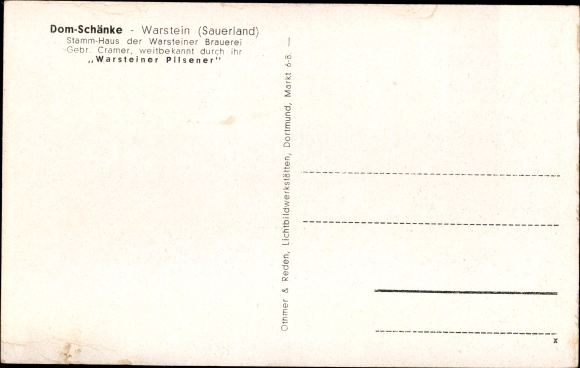 Dom-Schänke - Warstein (Sauerland)
Stamm-Haus der Warsteiner Brauerei
Gebr. Cramer, weitbekannt durch ihr
„Warsteiner Pilsener"
Othmer & Reden, Lichtbildwerkstätten, Dortmund, Markt 6-8. —
x